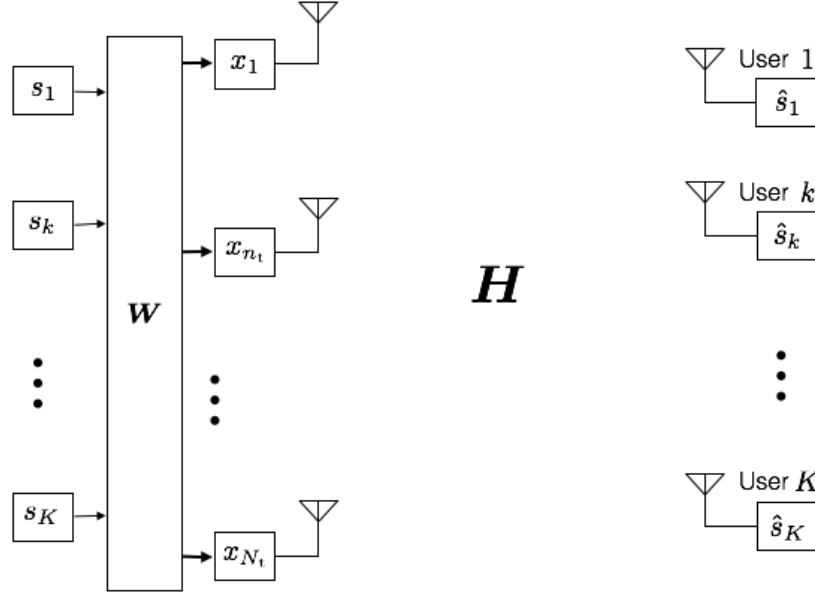 x_1
User 1
s_1
ŝ_1
User k
s_k
ŝ_k
x_{n_t}
H
W
User K
s_K
ŝ_K
x_{N_t}